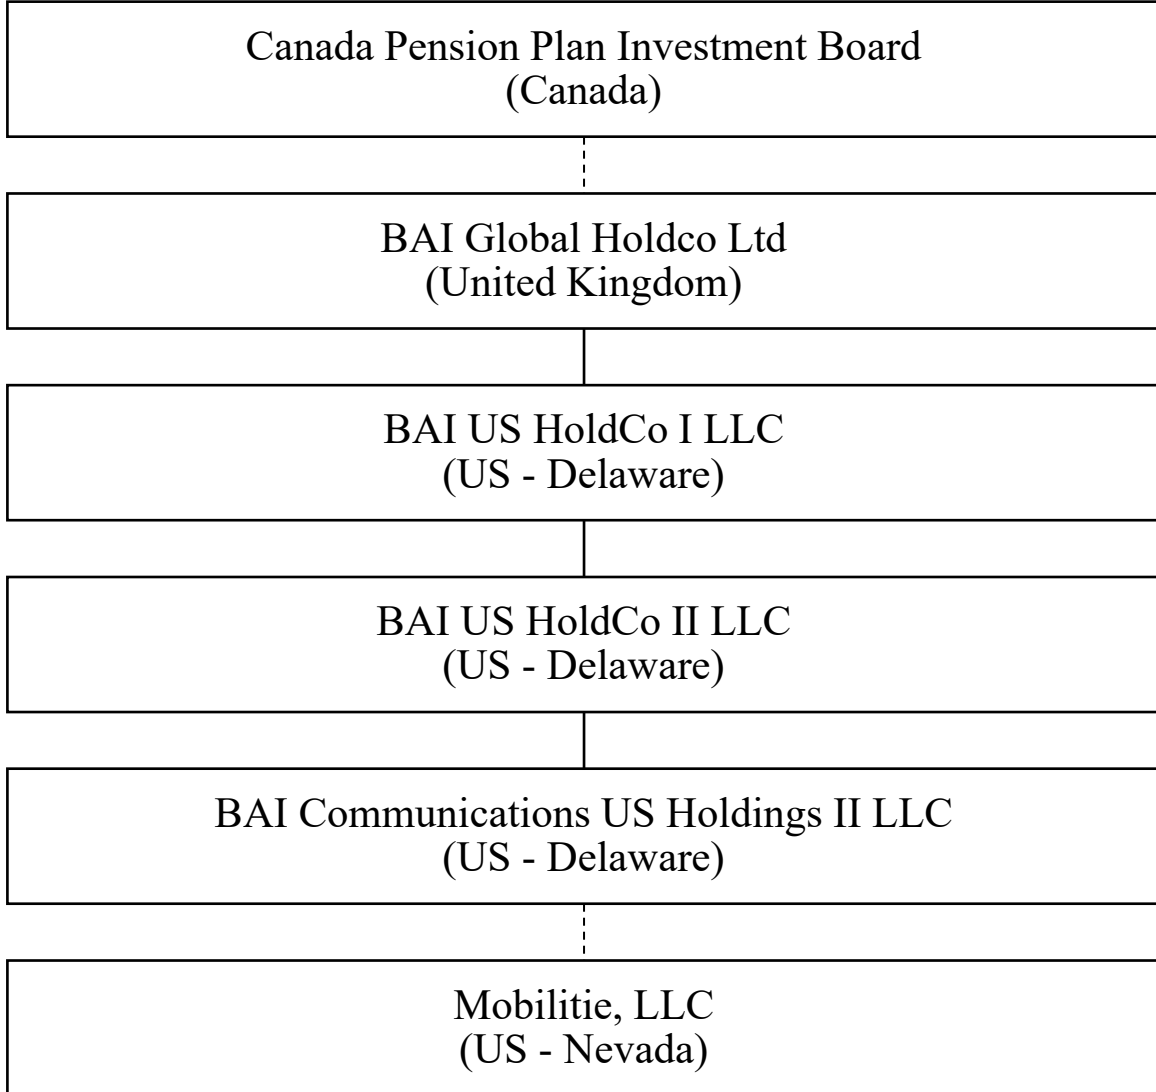 Canada Pension Plan Investment Board
(Canada)
BAI Global Holdco Ltd
(United Kingdom)
BAI US HoldCo I LLC
(US - Delaware)
BAI US HoldCo II LLC
(US - Delaware)
BAI Communications US Holdings II LLC
(US - Delaware)
Mobilitie, LLC
(US - Nevada)